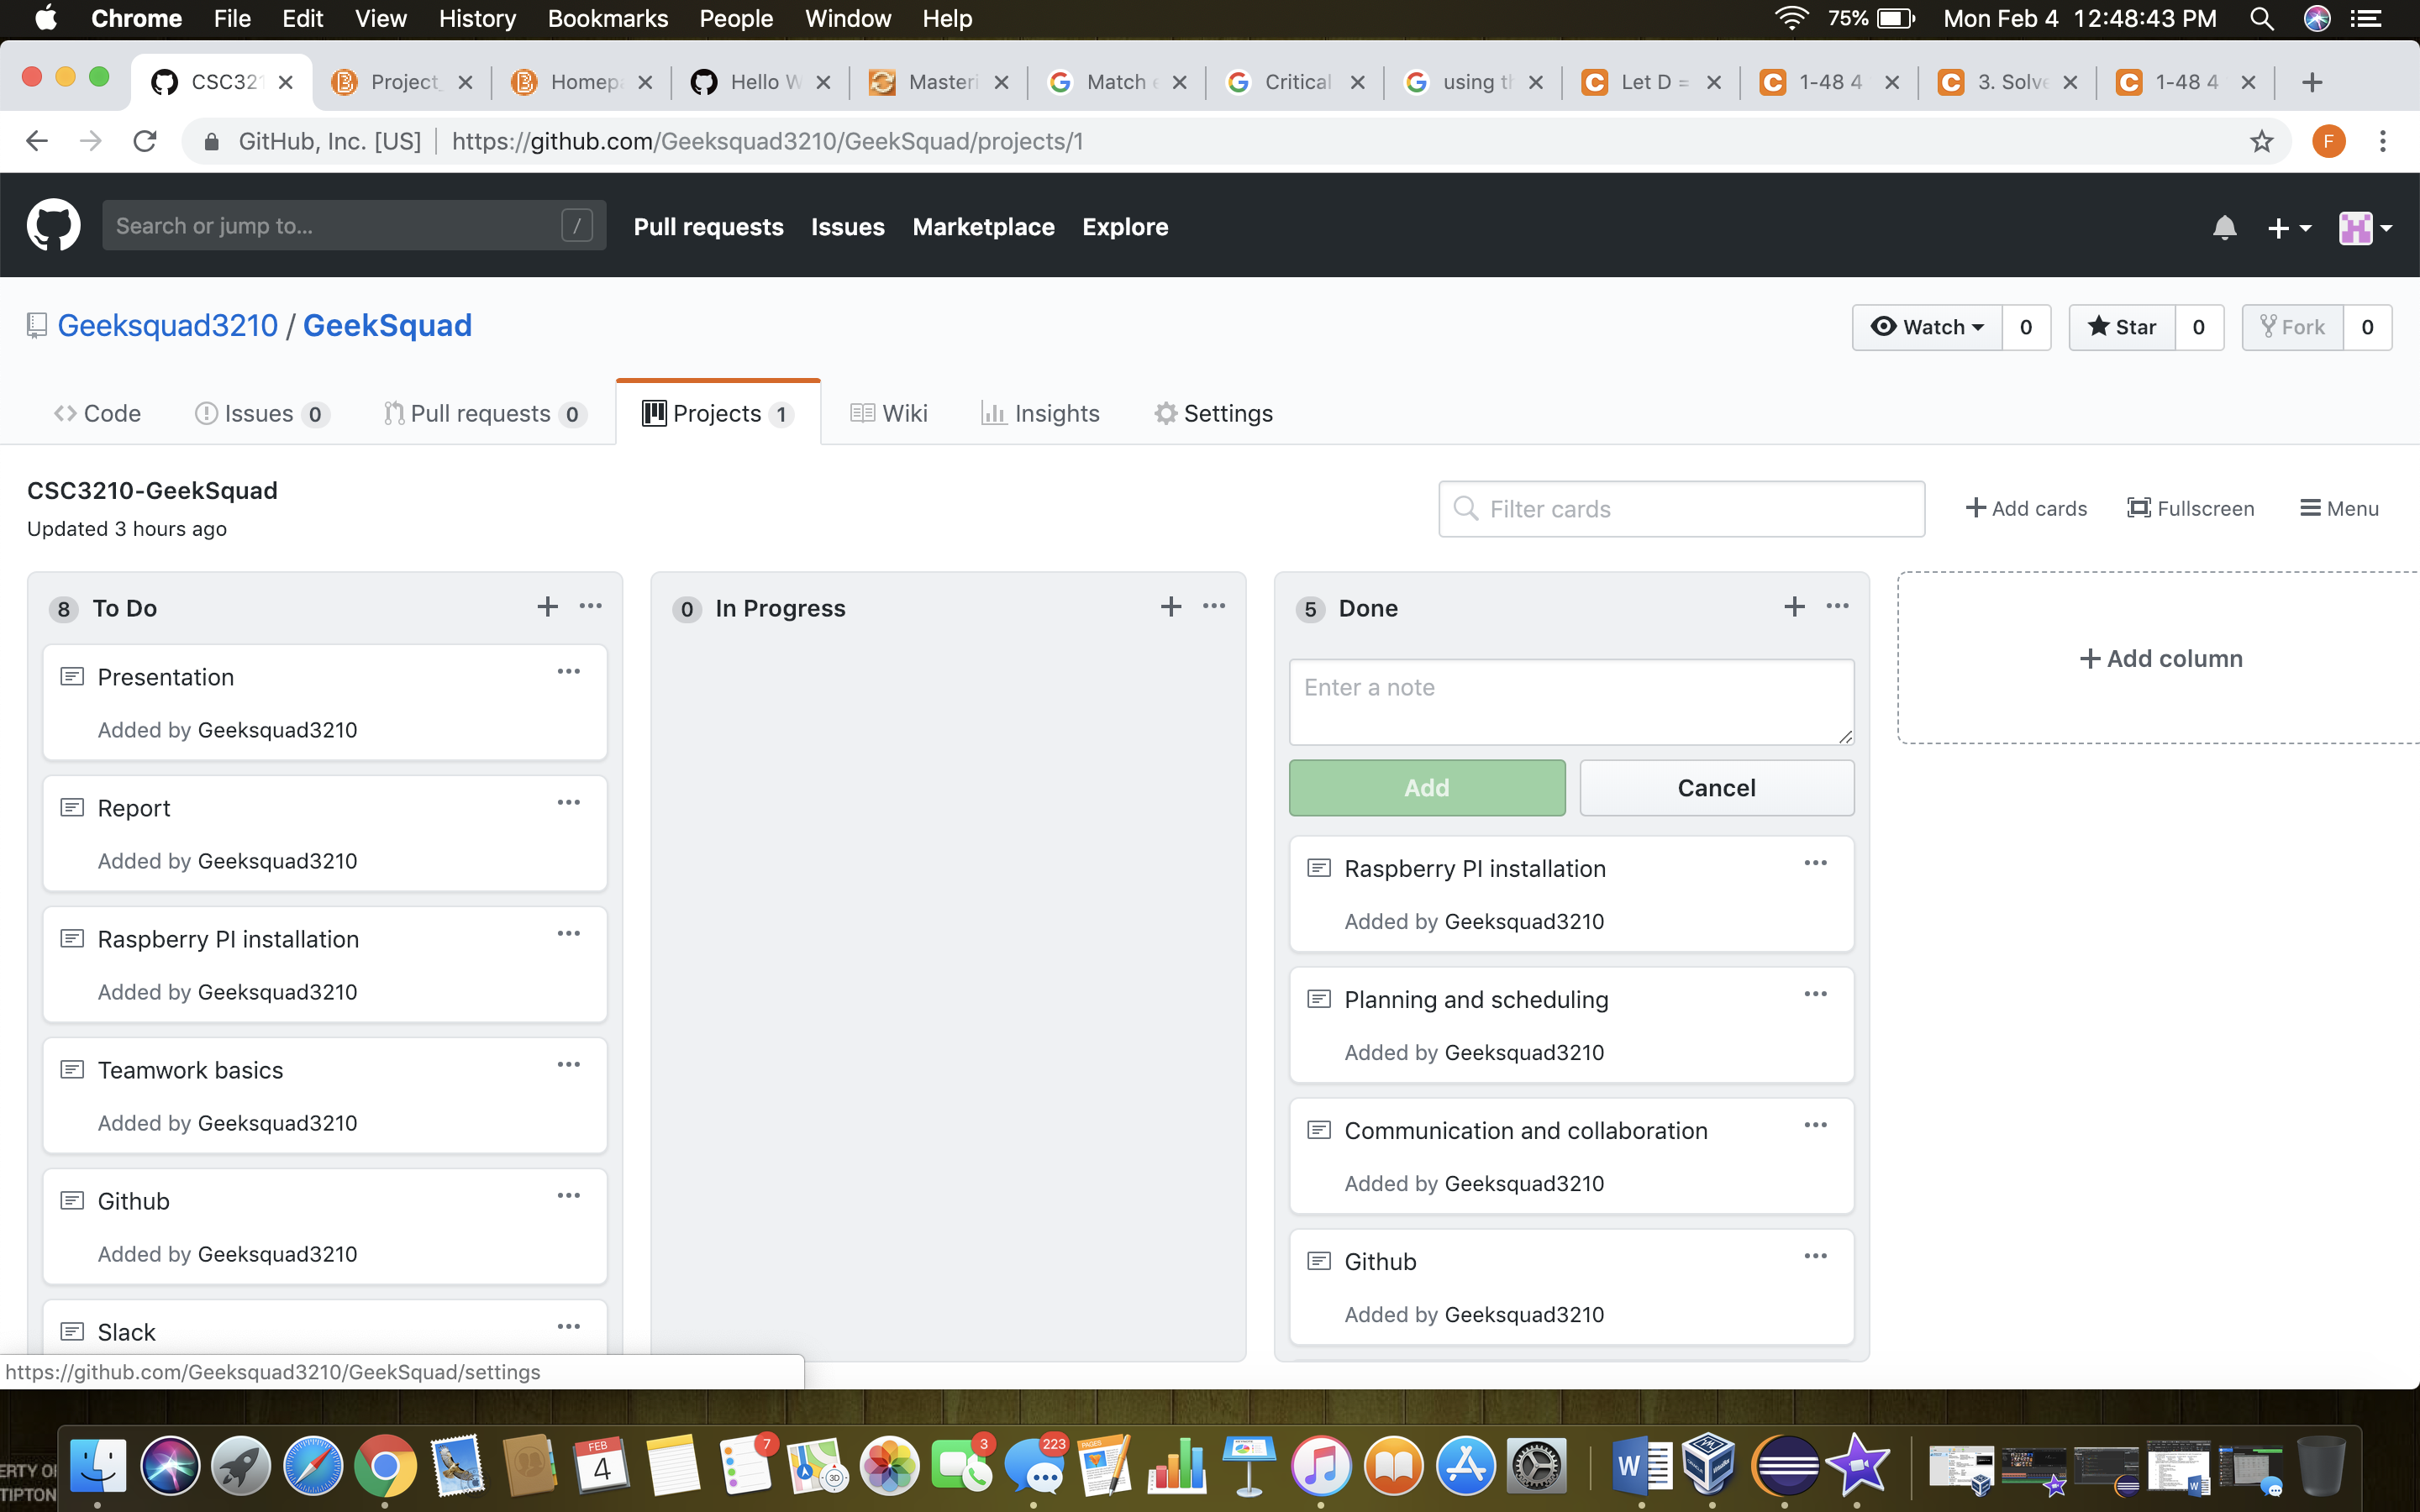 Chrome File Edit View History Bookmarks People Window Help 75% Mon Feb 4 12:48:43 PM
CSC321 Project_ Homepa Hello W Masteri Match e Critical using th Let D = 1-48 4 3. Solve 1-48 4
GitHub, Inc. [US] https://github.com/Geeksquad3210/GeekSquad/projects/1 F
Search or jump to... / Pull requests Issues Marketplace Explore
Geeksquad3210 / GeekSquad Watch 0 Star 0 Fork 0
Code Issues 0 Pull requests 0 Projects 1 Wiki Insights Settings
CSC3210-GeekSquad
Updated 3 hours ago
Filter cards Add cards Fullscreen Menu
8 To Do
Presentation
Added by Geeksquad3210
Report
Added by Geeksquad3210
Raspberry PI installation
Added by Geeksquad3210
Teamwork basics
Added by Geeksquad3210
Github
Added by Geeksquad3210
Slack
0 In Progress
5 Done
Enter a note
Add Cancel
Raspberry PI installation
Added by Geeksquad3210
Planning and scheduling
Added by Geeksquad3210
Communication and collaboration
Added by Geeksquad3210
Github
Added by Geeksquad3210
Add column
https://github.com/Geeksquad3210/GeekSquad/settings
ERTY O
TIPTON
FEB
4
7
3D
3
223
PAGES
W